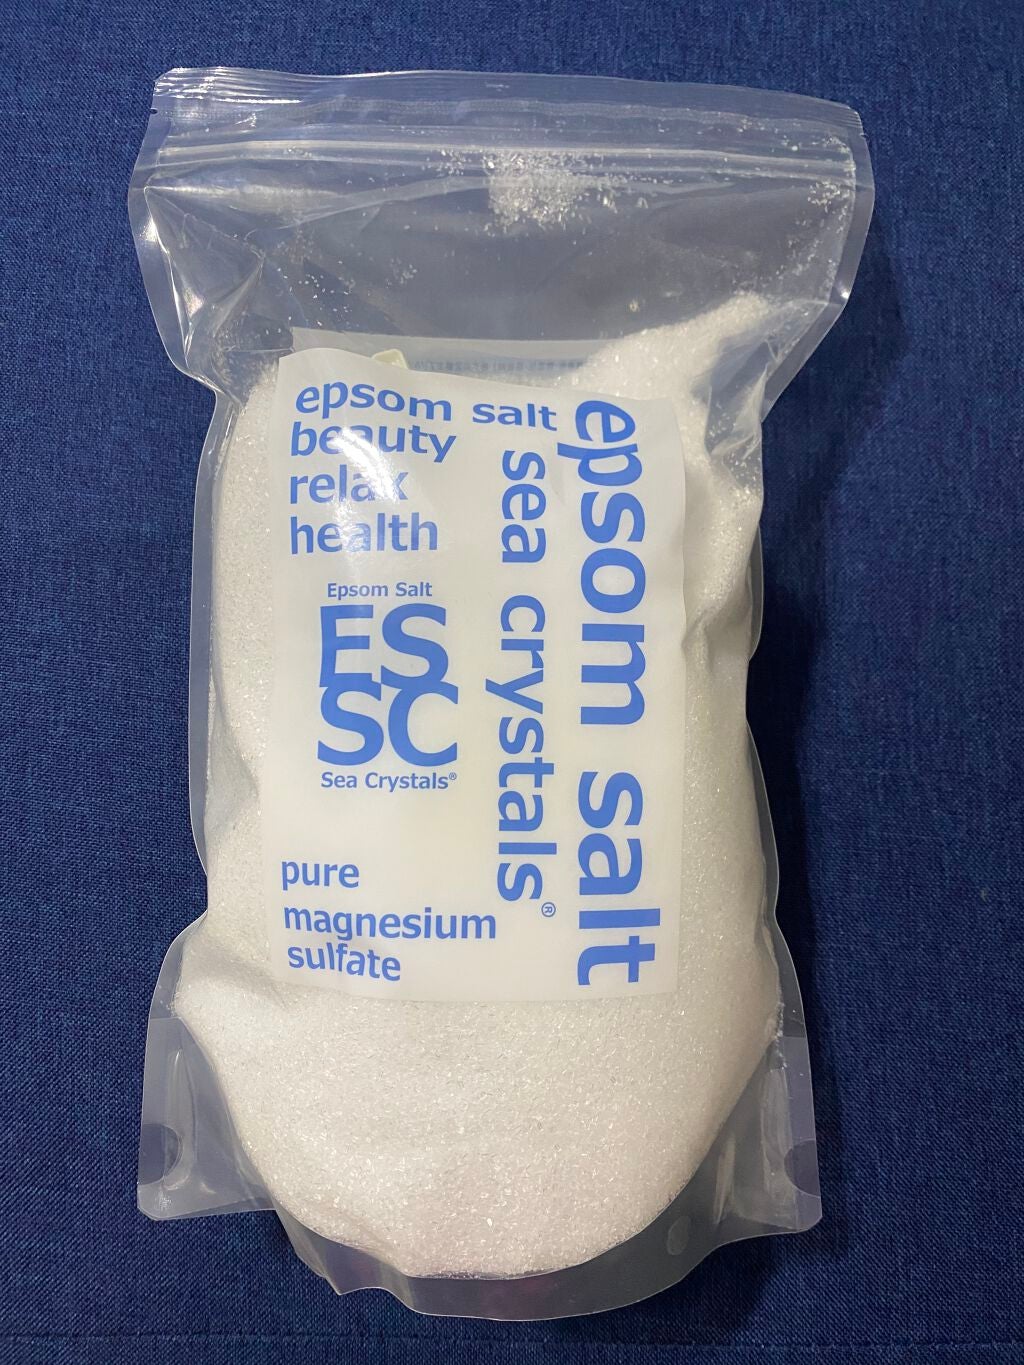 epsom salt
beauty
relax
health
Epsom Salt
ES
SC
Sea Crystals®
pure
magnesium
sulfate
sea crystals®
epsom salt